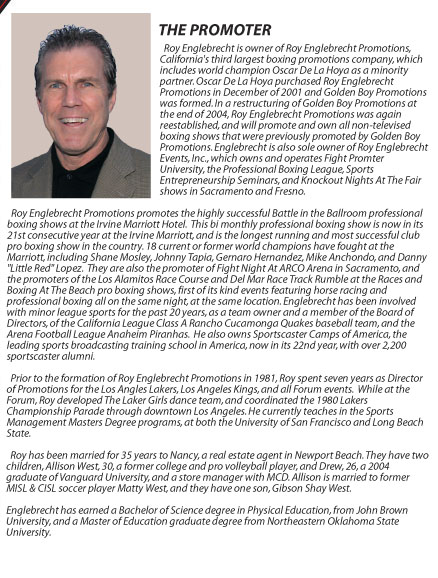 THE PROMOTER
Roy Englebrecht is owner of Roy Englebrecht Promotions,
California's third largest boxing promotions company, which
includes world champion Oscar De La Hoya as a minority
partner. Oscar De La Hoya purchased Roy Englebrecht
Promotions in December of 2001 and Golden Boy Promotions
was formed. In a restructuring of Golden Boy Promotions at
the end of 2004, Roy Englebrecht Promotions was again
reestablished, and will promote and own all non-televised
boxing shows that were previously promoted by Golden Boy
Promotions. Englebrecht is also sole owner of Roy Englebrecht
Events, Inc., which owns and operates Fight Promter
University, the Professional Boxing League, Sports
Entrepreneurship Seminars, and Knockout Nights At The Fair
shows in Sacramento and Fresno.
Roy Englebrecht Promotions promotes the highly successful Battle in the Ballroom professional
boxing shows at the Irvine Marriott Hotel. This bi monthly professional boxing show is now in its
21st consecutive year at the Irvine Marriott, and is the longest running and most successful club
pro boxing show in the country. 18 current or former world champions have fought at the
Marriott, including Shane Mosley, Johnny Tapia, Gernaro Hernandez, Mike Anchondo, and Danny
"Little Red" Lopez. They are also the promoter of Fight Night At ARCO Arena in Sacramento, and
the promoters of the Los Alamitos Race Course and Del Mar Race Track Rumble at the Races and
Boxing At The Beach pro boxing shows, first of its kind events featuring horse racing and
professional boxing all on the same night, at the same location. Englebrecht has been involved
with minor league sports for the past 20 years, as a team owner and a member of the Board of
Directors, of the California League Class A Rancho Cucamonga Quakes baseball team, and the
Arena Football League Anaheim Piranhas. He also owns Sportscaster Camps of America, the
leading sports broadcasting training school in America, now in its 22nd year, with over 2,200
sportscaster alumni.
Prior to the formation of Roy Englebrecht Promotions in 1981, Roy spent seven years as Director
of Promotions for the Los Angles Lakers, Los Angeles Kings, and all Forum events. While at the
Forum, Roy developed The Laker Girls dance team, and coordinated the 1980 Lakers
Championship Parade through downtown Los Angeles. He currently teaches in the Sports
Management Masters Degree programs, at both the University of San Francisco and Long Beach
State.
Roy has been married for 35 years to Nancy, a real estate agent in Newport Beach. They have two
children, Allison West, 30, a former college and pro volleyball player, and Drew, 26, a 2004
graduate of Vanguard University, and a store manager with MCD. Allison is married to former
MISL & CISL soccer player Matty West, and they have one son, Gibson Shay West.
Englebrecht has earned a Bachelor of Science degree in Physical Education, from John Brown
University, and a Master of Education graduate degree from Northeastern Oklahoma State
University.